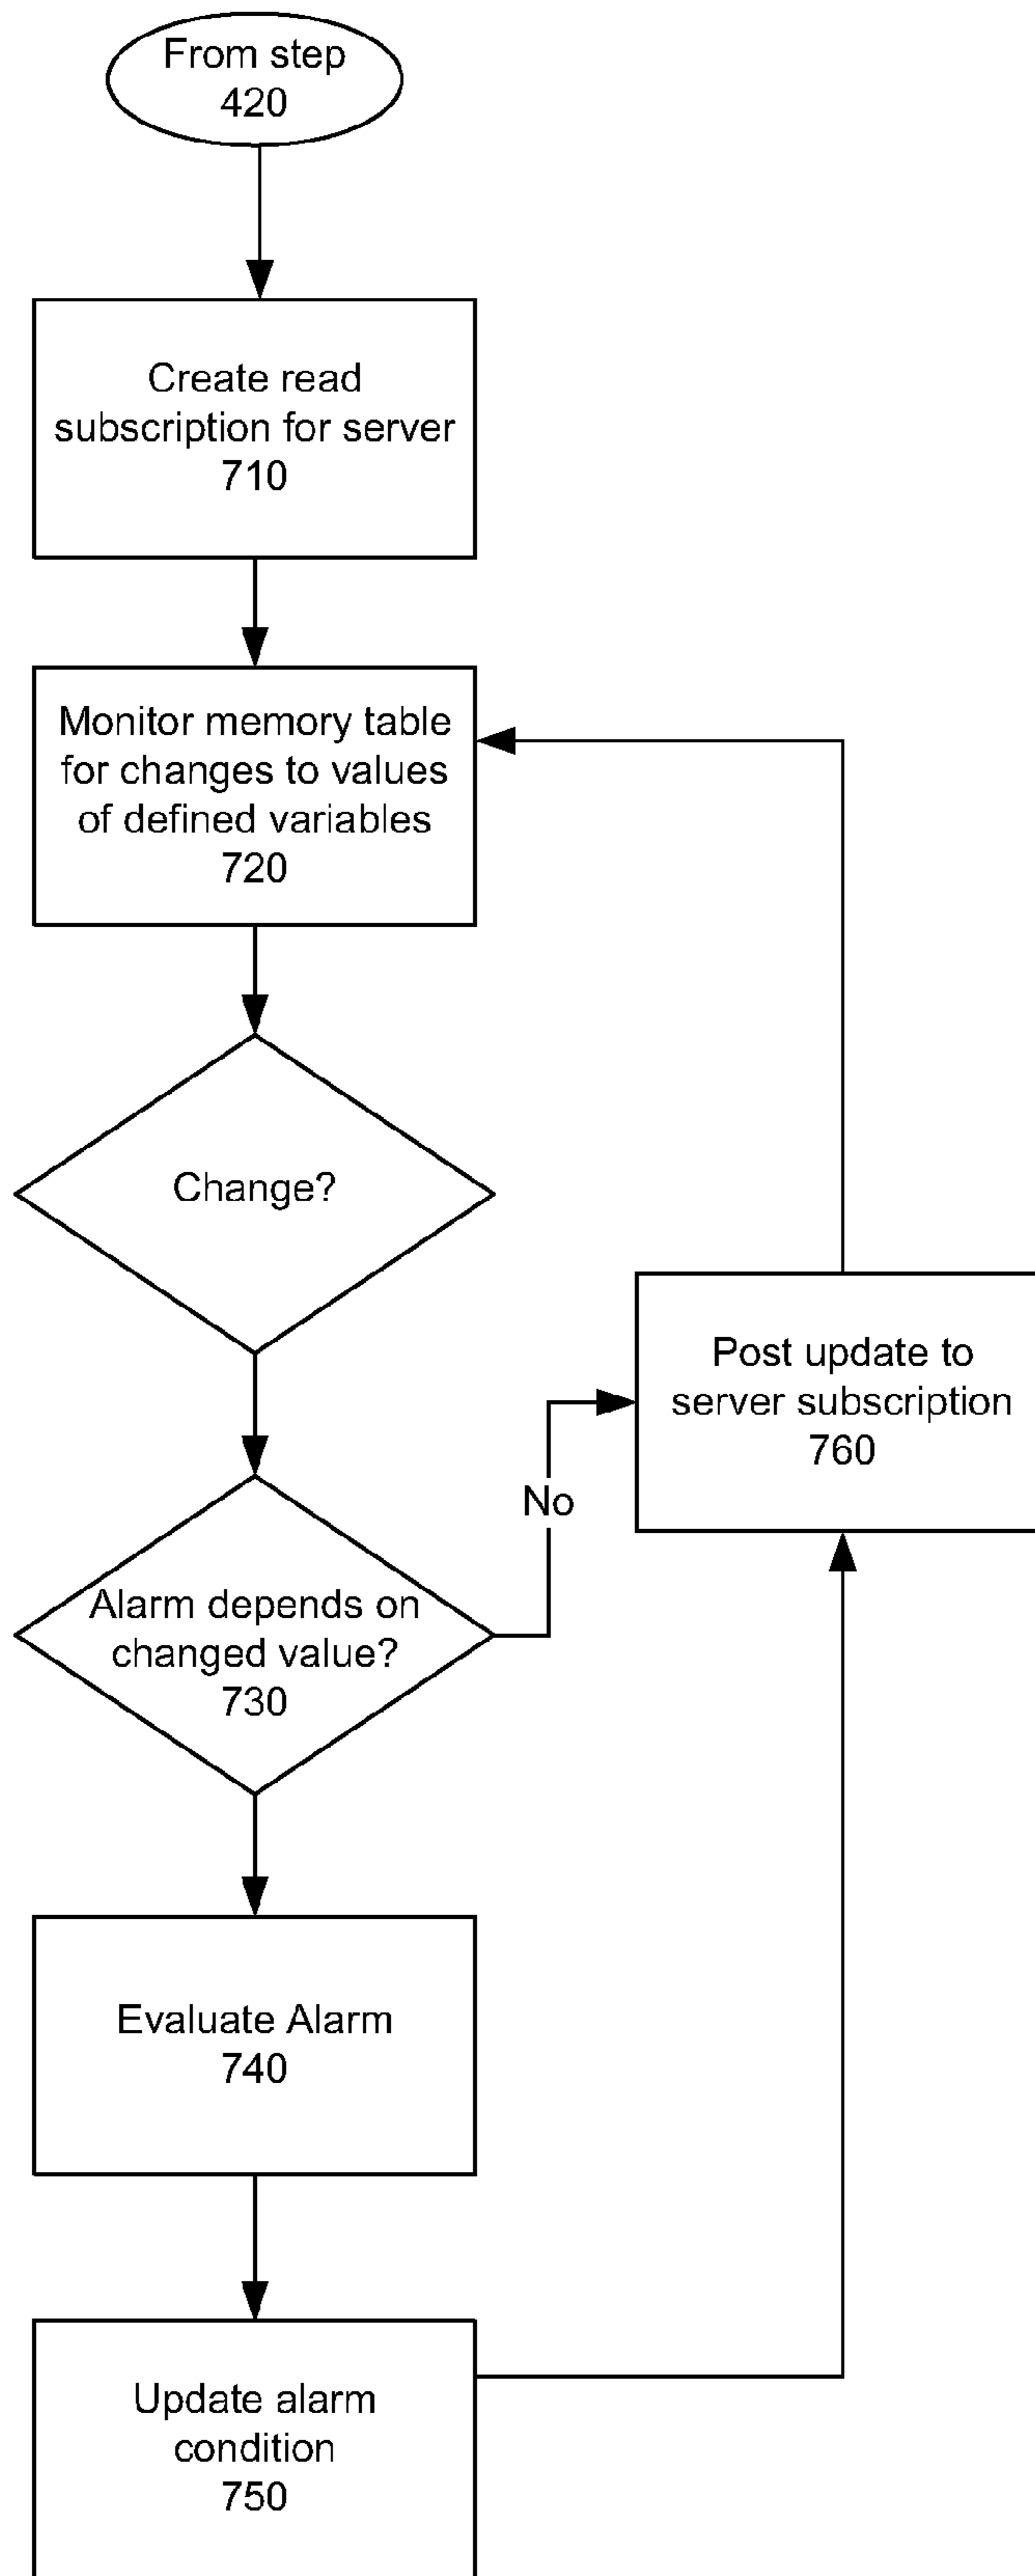 From step
420
Create read
subscription for server
710
Monitor memory table
for changes to values
of defined variables
720
Change?
Post update to
server subscription
760
No
Alarm depends on
changed value?
730
Evaluate Alarm
740
Update alarm
condition
750